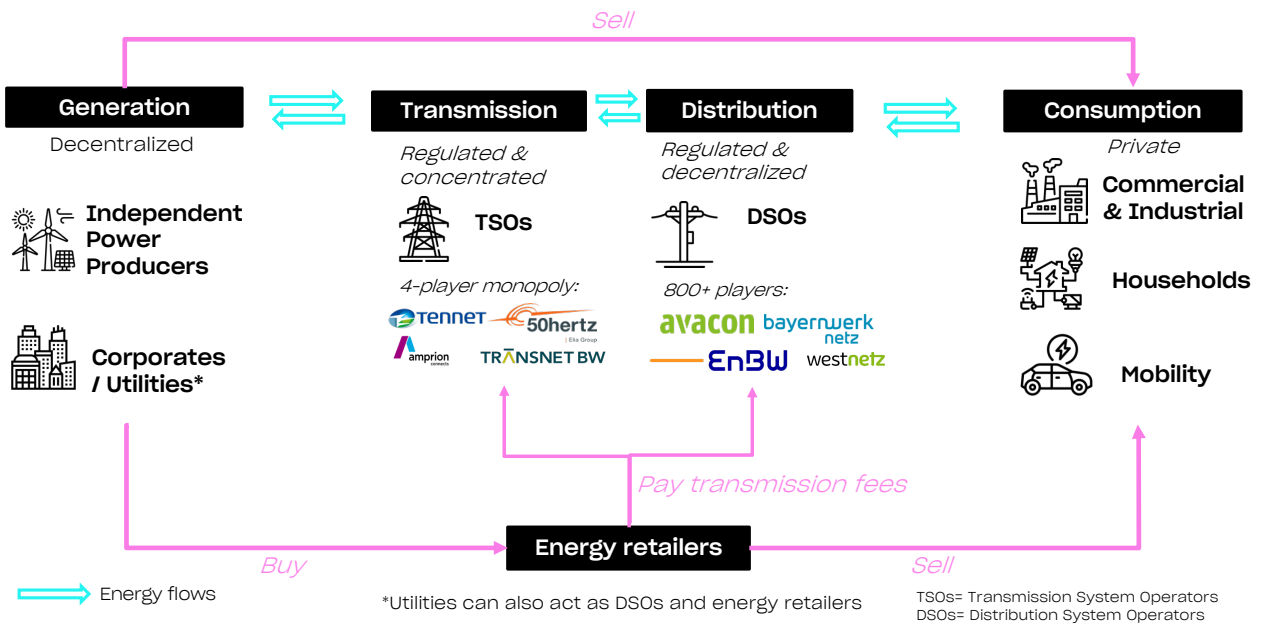 Sell
Generation
Transmission
Distribution
Consumption
Decentralized
Regulated &
concentrated
Regulated &
decentralized
Private
Independent
Power
Producers
TSOs
DSOs
Commercial
& Industrial
4-player monopoly:
800+ players:
Households
TENNET
50hertz
| Elia Group
amprion
connects
TRANSNET BW
avacon
bayernwerk
netz
EnBW
westnetz
Corporates
/ Utilities*
Mobility
Pay transmission fees
Energy retailers
Buy
Sell
Energy flows
*Utilities can also act as DSOs and energy retailers
TSOs= Transmission System Operators
DSOs= Distribution System Operators